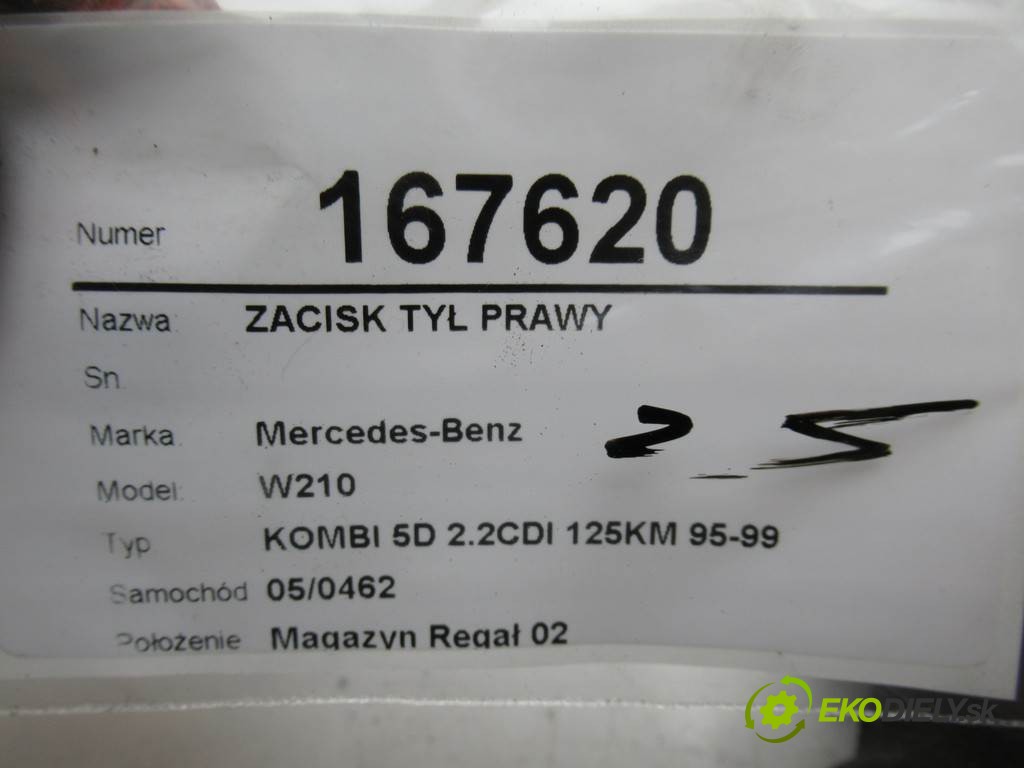 Numer 167620
Nazwa: ZACISK TYŁ PRAWY
Sn.
Marka: Mercedes-Benz
25
Model: W210
Typ KOMBI 5D 2.2CDI 125KM 95-99
Samochód 05/0462
Położenie Magazyn Regał 02
EKODIELY.sk